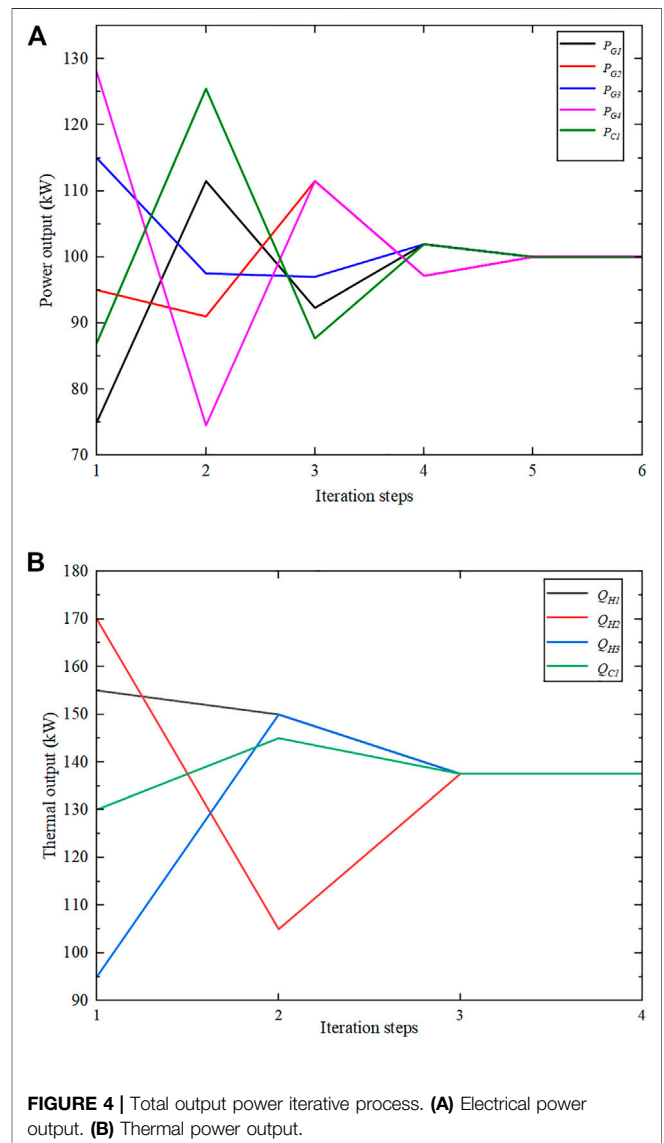 A
130
120
110
100
90
80
70
Power output (kW)
P_G1
P_G2
P_G3
P_G4
P_C1
1 2 3 4 5 6
Iteration steps
B
180
170
160
150
140
130
120
110
100
90
Thermal output (kW)
Q_H1
Q_H2
Q_H3
Q_C1
1 2 3 4
Iteration steps
FIGURE 4 | Total output power iterative process. (A) Electrical power
output. (B) Thermal power output.